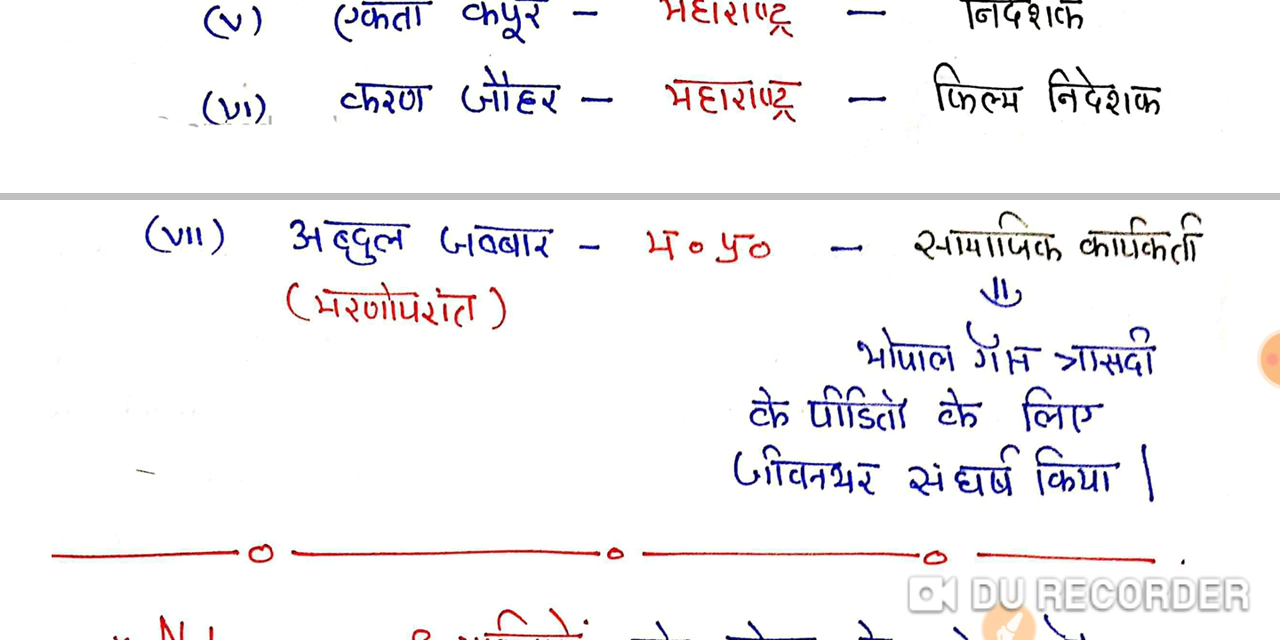 (v) एकता कपूर – महाराष्ट्र – निर्देशक
(vi) करण जौहर – महाराष्ट्र – फिल्म निर्देशक
(vii) अब्दुल जब्बार – म०प्र० – सामाजिक कार्यकर्ता
(मरणोपरांत)
भोपाल गैस त्रासदी
के पीडितों के लिए
जीवनभर संघर्ष किया |
DU RECORDER